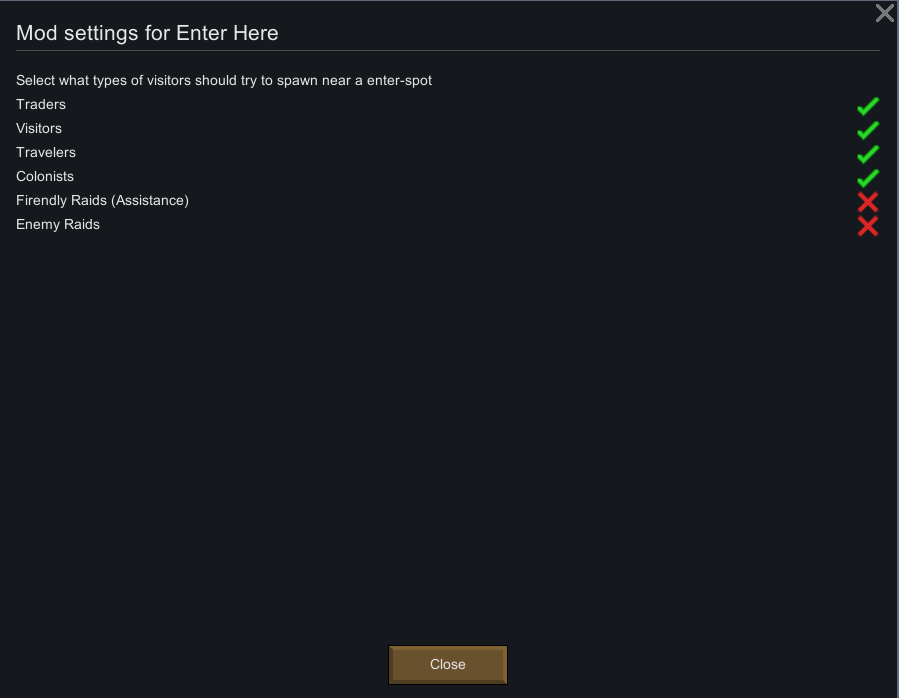 Mod settings for Enter Here
Select what types of visitors should try to spawn near a enter-spot
Traders
Visitors
Travelers
Colonists
Firendly Raids (Assistance)
Enemy Raids
Close